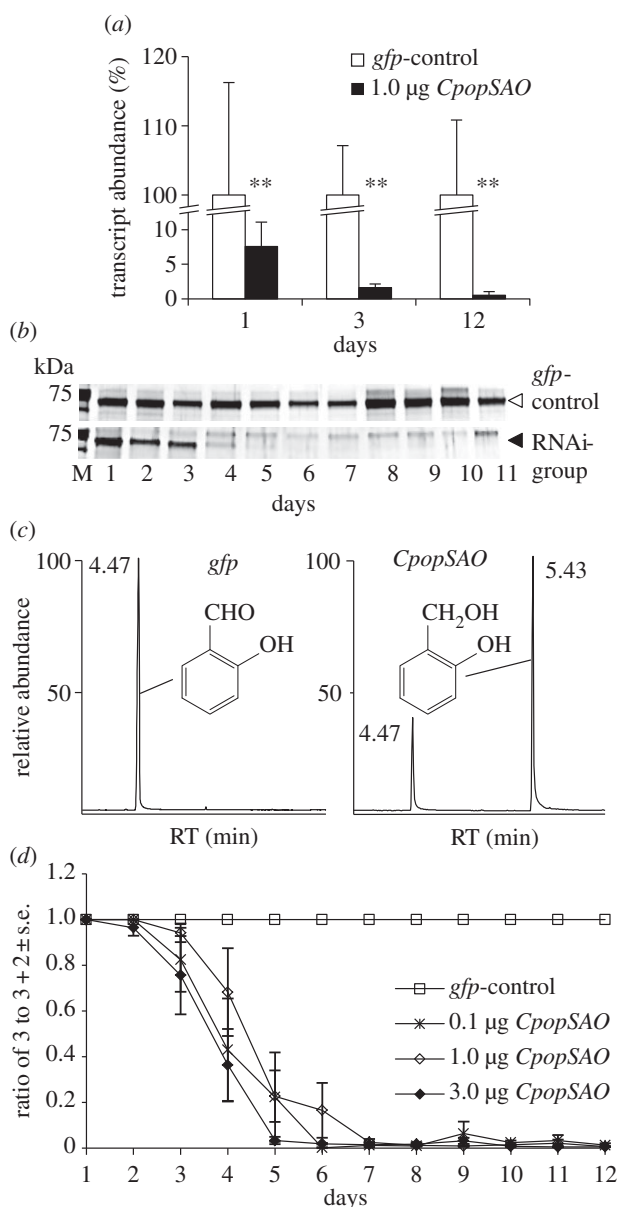 (a)
transcript abundance (%)
120
110
100
10
5
0
gfp-control
1.0 µg CpopSAO
** ** **
1 3 12
days
(b)
kDa
75
gfp-
control
75
RNAi-
group
M 1 2 3 4 5 6 7 8 9 10 11
days
(c)
relative abundance
100
50
4.47
gfp
CHO
OH
RT (min)
100
50
CpopSAO
5.43
CH2OH
OH
4.47
RT (min)
(d)
ratio of 3 to 3 + 2 ± s.e.
1.2
1.0
0.8
0.6
0.4
0.2
0
gfp-control
0.1 µg CpopSAO
1.0 µg CpopSAO
3.0 µg CpopSAO
1 2 3 4 5 6 7 8 9 10 11 12
days